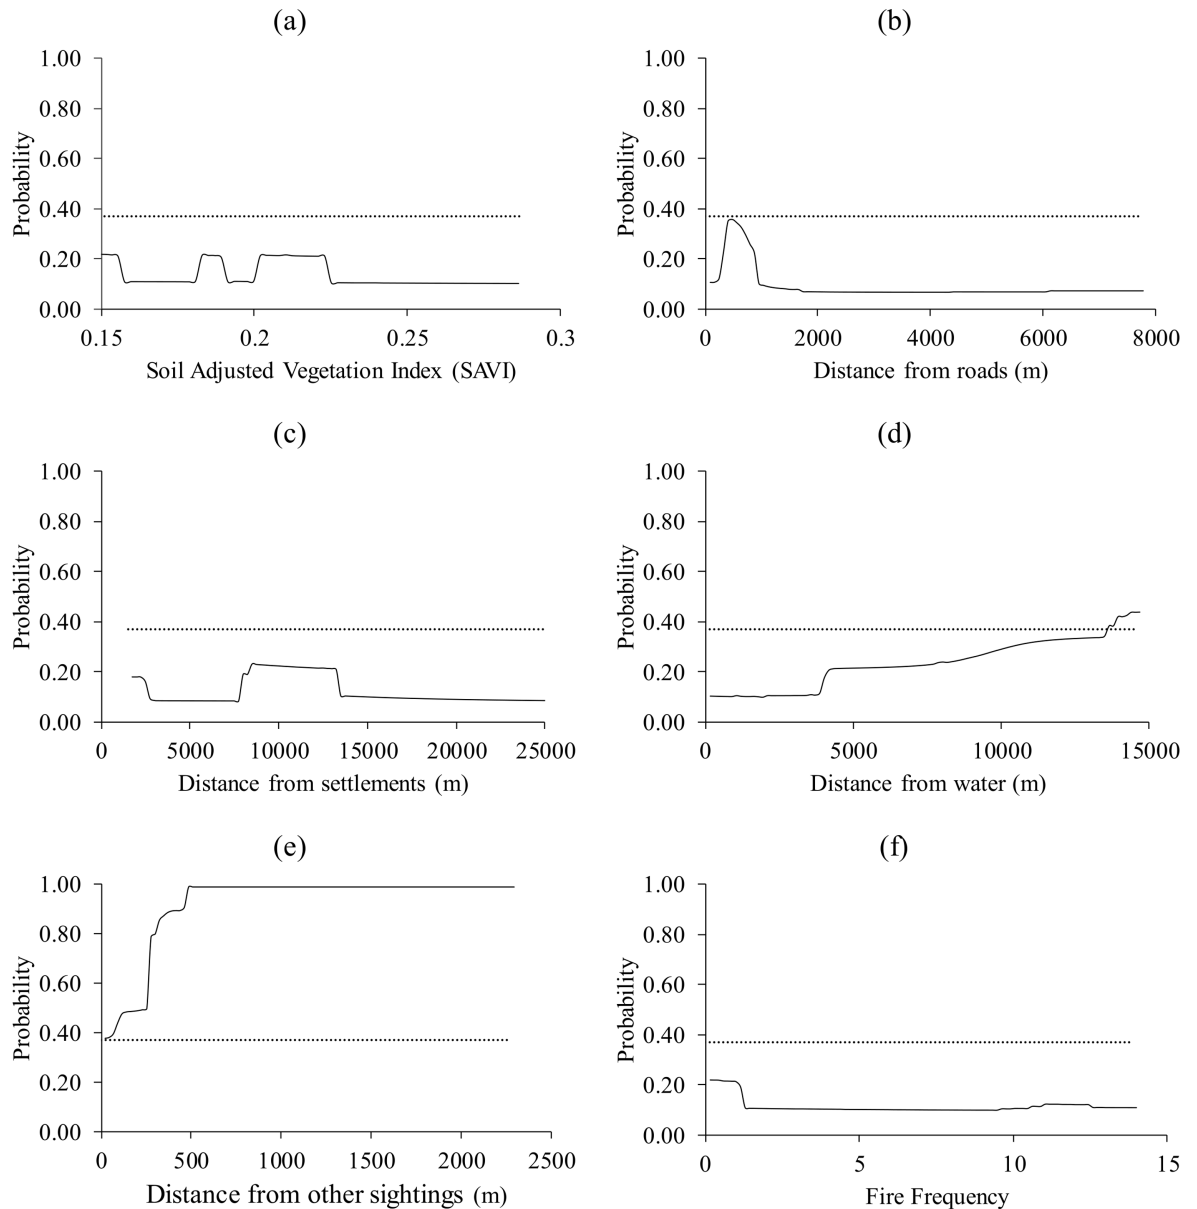 (a)
1.00
0.80
0.60
0.40
0.20
0.00
Probability
0.15 0.2 0.25 0.3
Soil Adjusted Vegetation Index (SAVI)
(b)
1.00
0.80
0.60
0.40
0.20
0.00
Probability
0 2000 4000 6000 8000
Distance from roads (m)
(c)
1.00
0.80
0.60
0.40
0.20
0.00
Probability
0 5000 10000 15000 20000 25000
Distance from settlements (m)
(d)
1.00
0.80
0.60
0.40
0.20
0.00
Probability
0 5000 10000 15000
Distance from water (m)
(e)
1.00
0.80
0.60
0.40
0.20
0.00
Probability
0 500 1000 1500 2000 2500
Distance from other sightings (m)
(f)
1.00
0.80
0.60
0.40
0.20
0.00
Probability
0 5 10 15
Fire Frequency